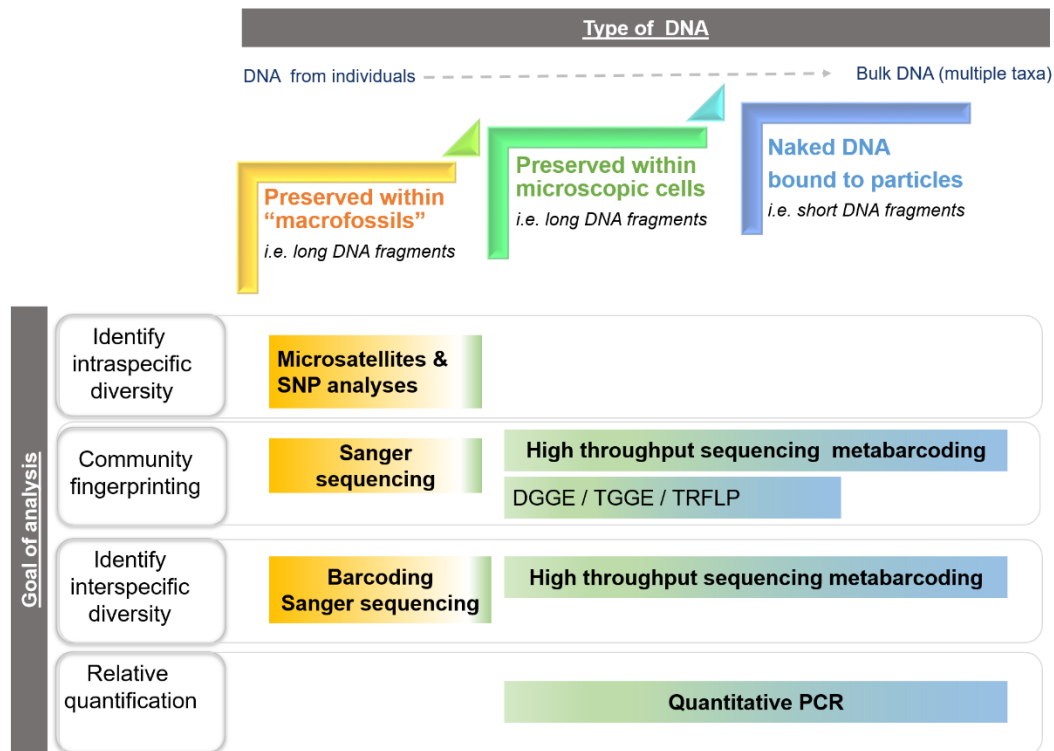 Type of DNA
DNA from individuals
Bulk DNA (multiple taxa)
Preserved within
“macrofossils”
i.e. long DNA fragments
Preserved within
microscopic cells
i.e. long DNA fragments
Naked DNA
bound to particles
i.e. short DNA fragments
Goal of analysis
Identify
intraspecific
diversity
Microsatellites &
SNP analyses
Community
fingerprinting
Sanger
sequencing
High throughput sequencing metabarcoding
DGGE / TGGE / TRFLP
Identify
interspecific
diversity
Barcoding
Sanger sequencing
High throughput sequencing metabarcoding
Relative
quantification
Quantitative PCR